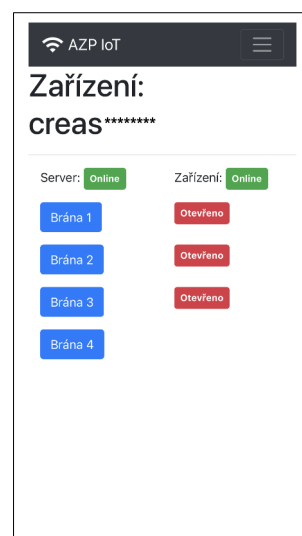 AZP IoT
Zařízení:
creas********
Server: Online Zařízení: Online
Brána 1 Otevřeno
Brána 2 Otevřeno
Brána 3 Otevřeno
Brána 4